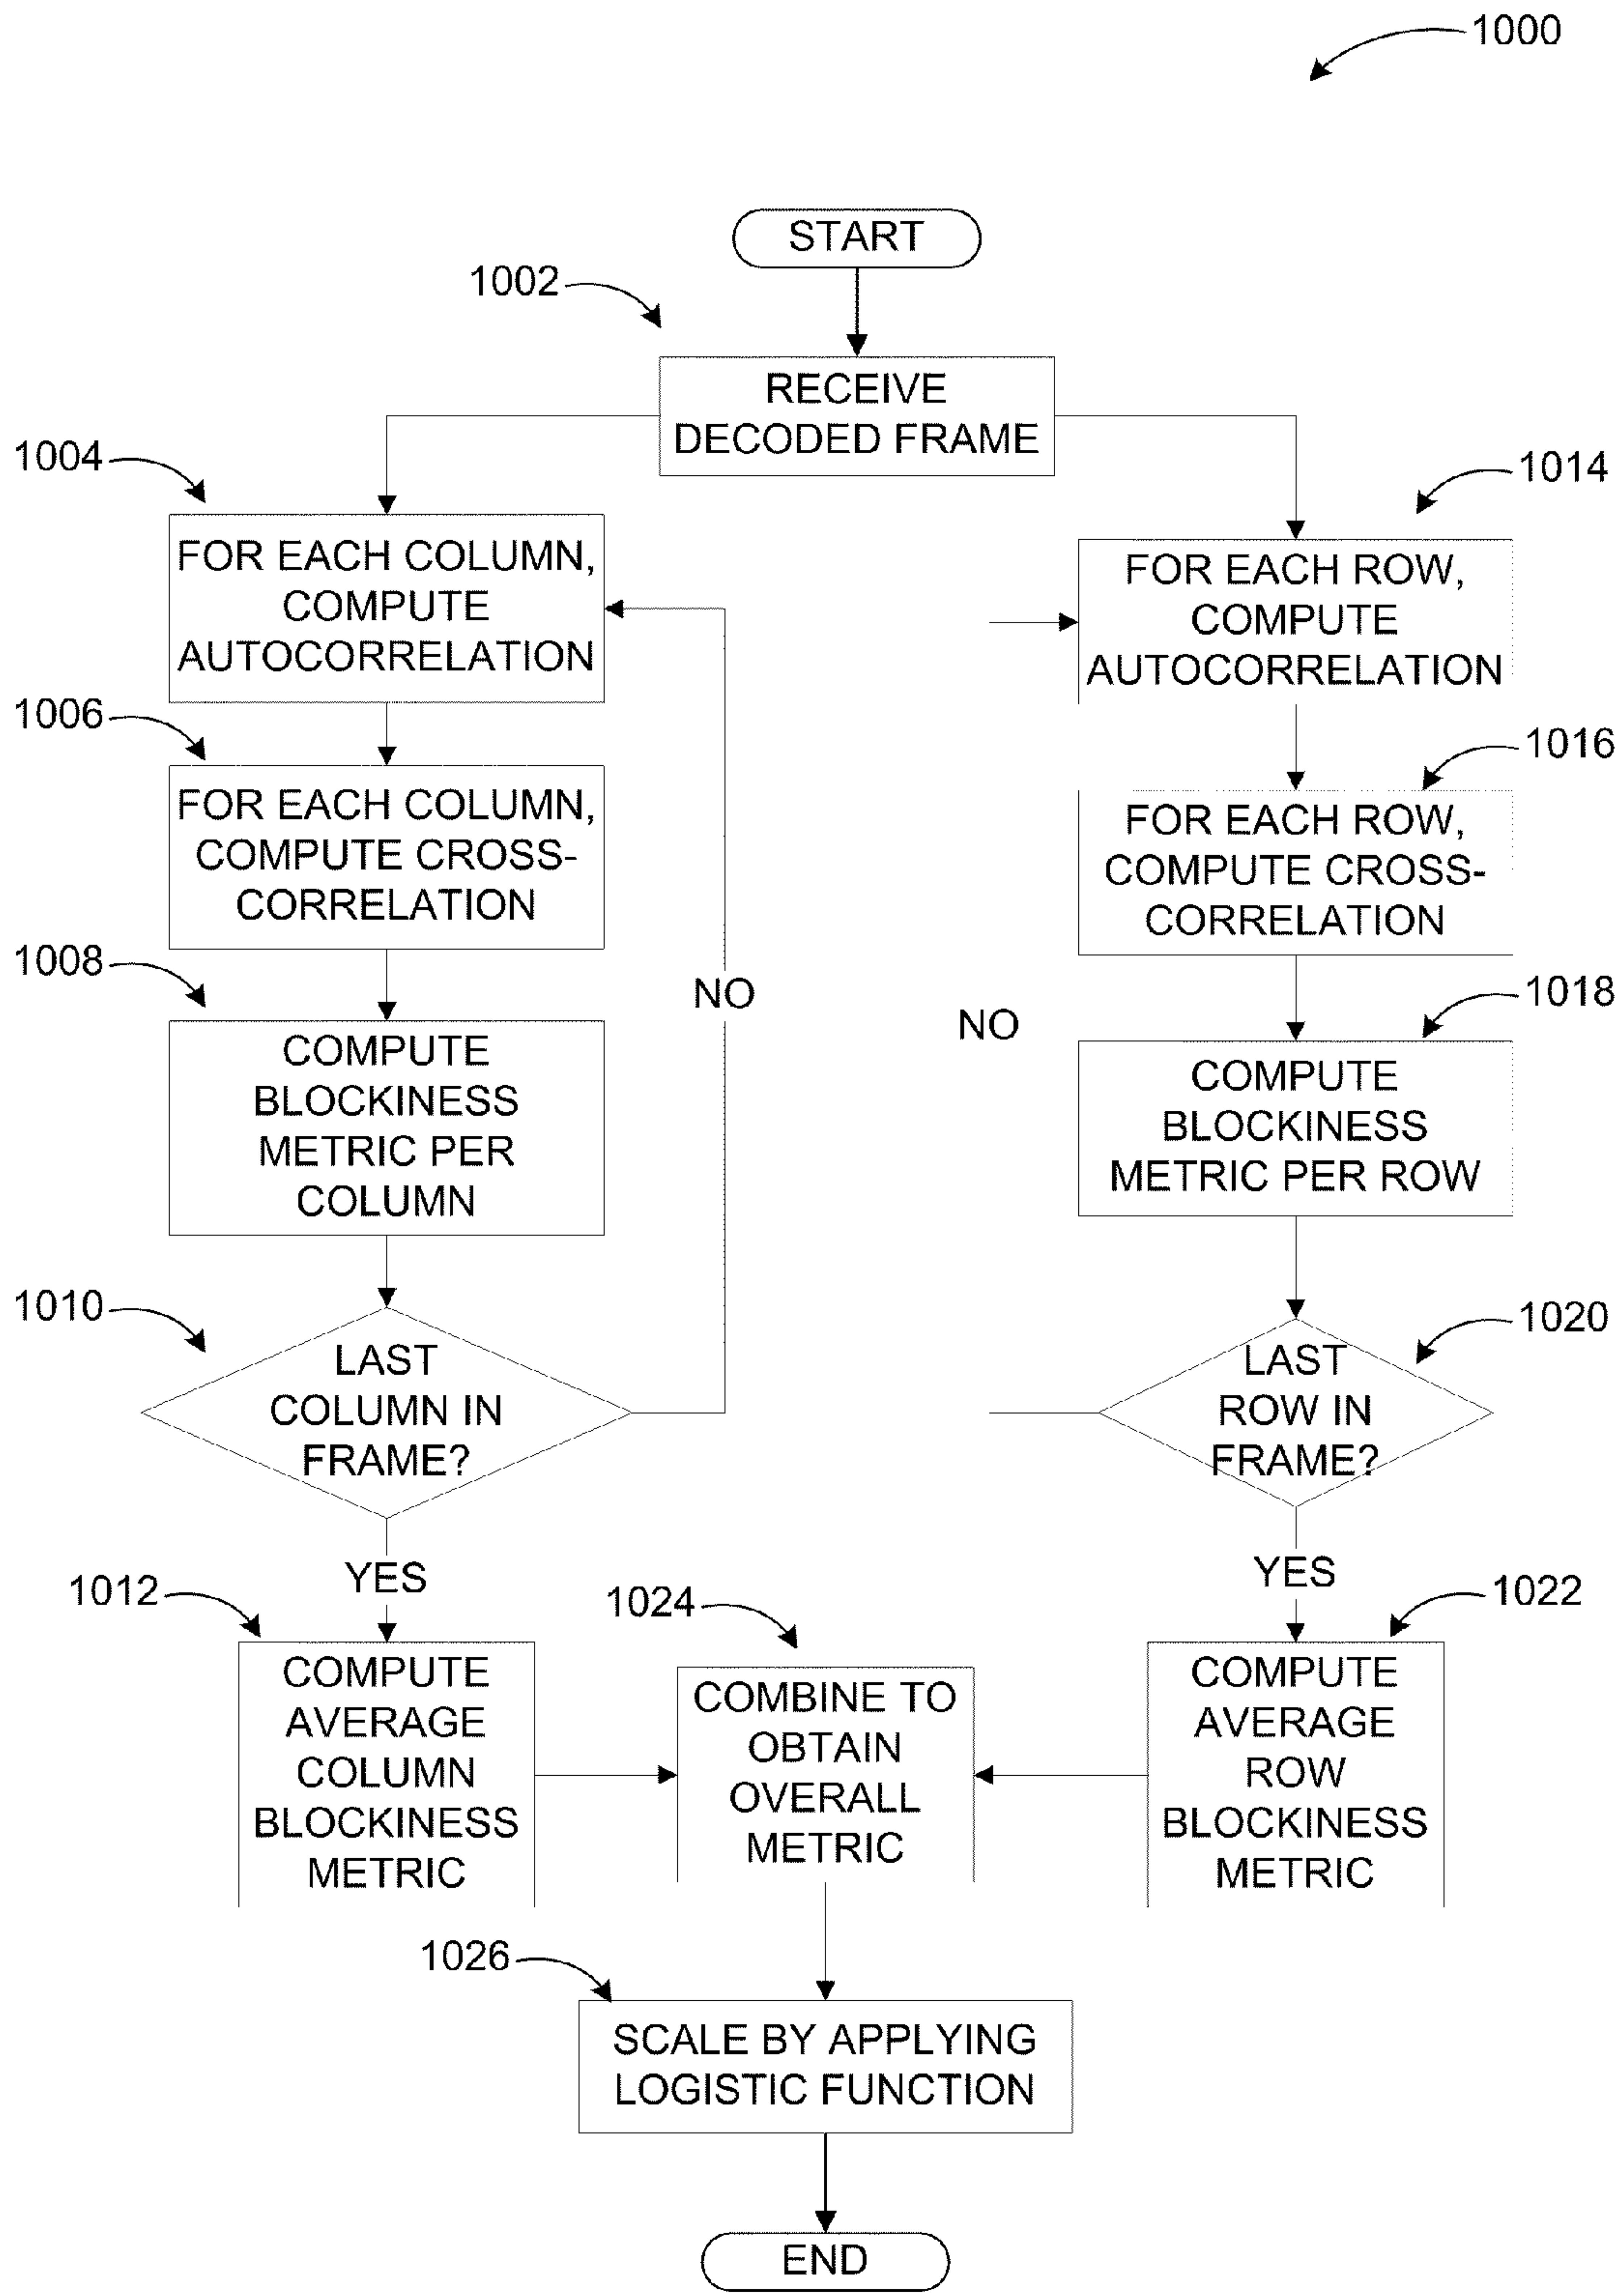 1000
START
1002
RECEIVE
DECODED FRAME
1004
FOR EACH COLUMN,
COMPUTE
AUTOCORRELATION
1006
FOR EACH COLUMN,
COMPUTE CROSS-
CORRELATION
1008
COMPUTE
BLOCKINESS
METRIC PER
COLUMN
NO
1010
LAST
COLUMN IN
FRAME?
YES
1012
COMPUTE
AVERAGE
COLUMN
BLOCKINESS
METRIC
1014
FOR EACH ROW,
COMPUTE
AUTOCORRELATION
1016
FOR EACH ROW,
COMPUTE CROSS-
CORRELATION
1018
COMPUTE
BLOCKINESS
METRIC PER ROW
NO
1020
LAST
ROW IN
FRAME?
YES
1022
COMPUTE
AVERAGE
ROW
BLOCKINESS
METRIC
1024
COMBINE TO
OBTAIN
OVERALL
METRIC
1026
SCALE BY APPLYING
LOGISTIC FUNCTION
END